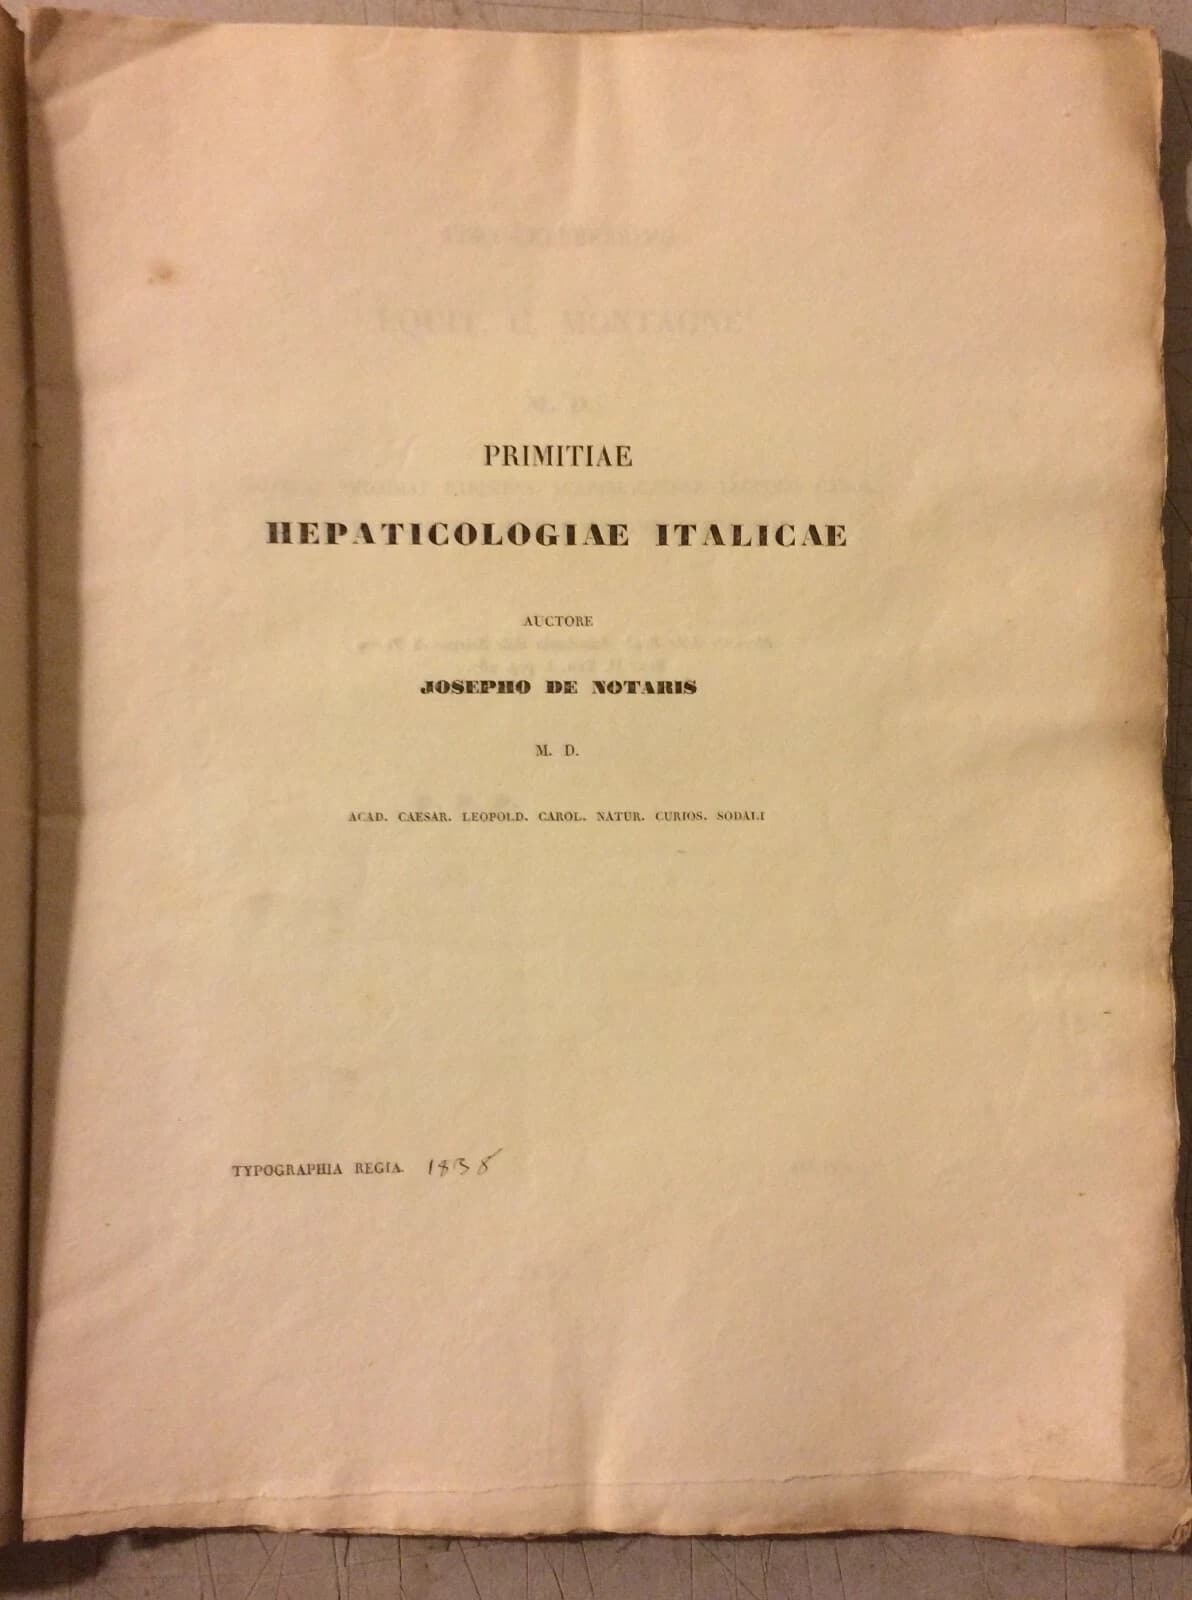 PRIMITIAE
HEPATICOLOGIAE ITALICAE
AUCTORE
JOSEPHO DE NOTARIS
M. D.
ACAD. CAESAR. LEOPOLD. CAROL. NATUR. CURIOS. SODALI
TYPOGRAPHIA REGIA. 1838